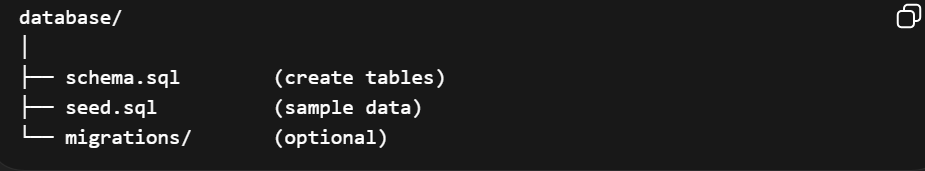 database/
│
├── schema.sql        (create tables)
├── seed.sql          (sample data)
└── migrations/       (optional)